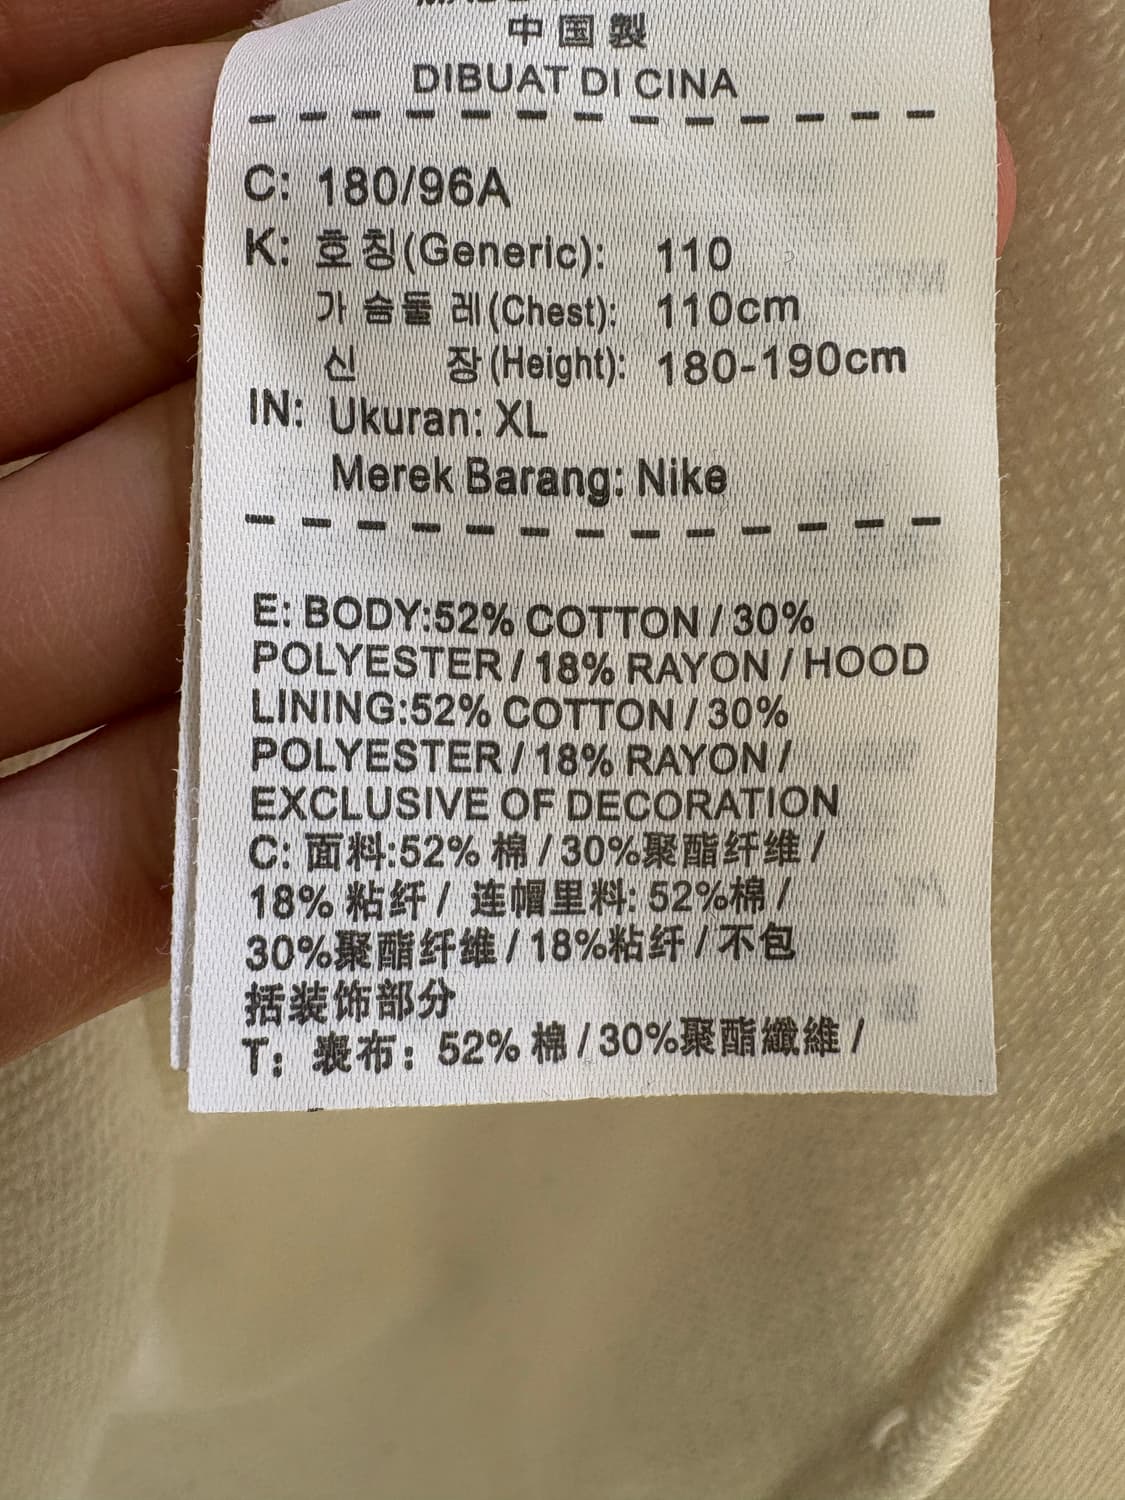 中国製
DIBUAT DI CINA
C: 180/96A
K: 호칭(Generic): 110
가슴둘레(Chest): 110cm
신 장(Height): 180-190cm
IN: Ukuran: XL
Merek Barang: Nike
E: BODY:52% COTTON / 30%
POLYESTER / 18% RAYON / HOOD
LINING:52% COTTON / 30%
POLYESTER / 18% RAYON /
EXCLUSIVE OF DECORATION
C: 面料:52% 棉 / 30%聚酯纤维 /
18% 粘纤 / 连帽里料: 52%棉 /
30%聚酯纤维 / 18%粘纤 / 不包
括装饰部分
T: 表布: 52% 棉 / 30%聚酯纖維 /